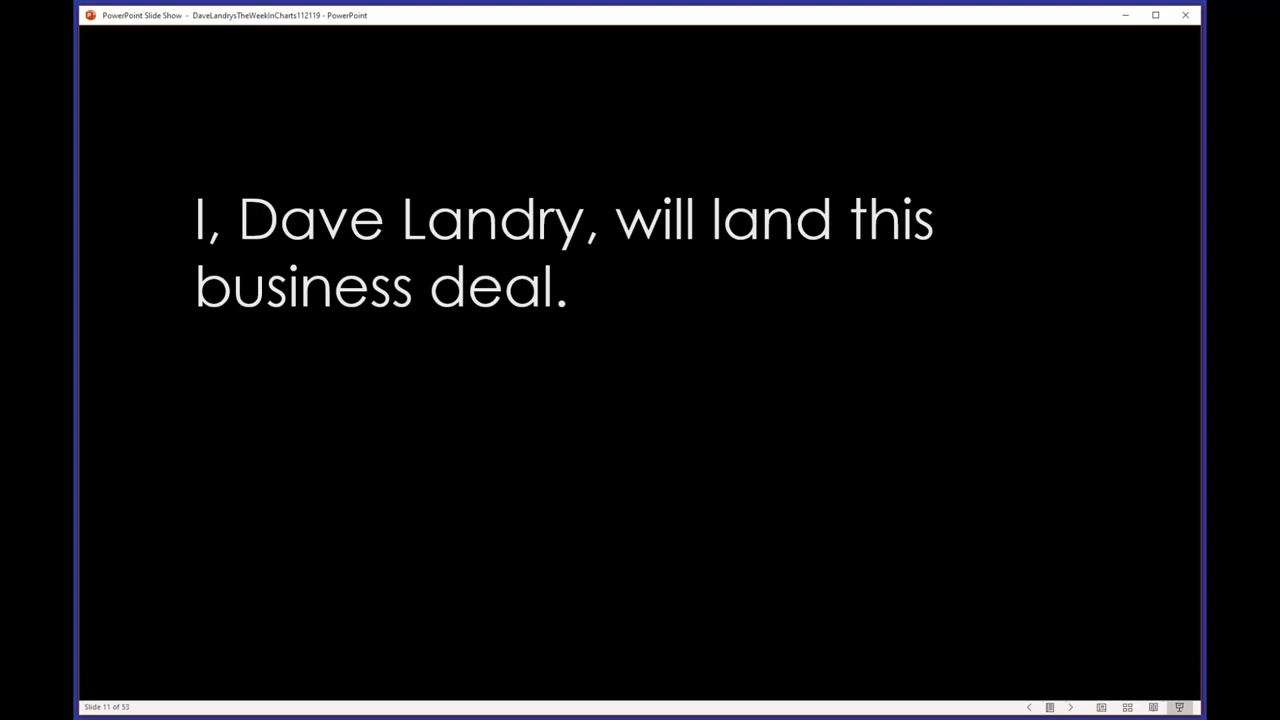 PowerPoint Slide Show - DaveLandrysTheWeekInCharts112119 - PowerPoint
I, Dave Landry, will land this
business deal.
Slide 11 of 53